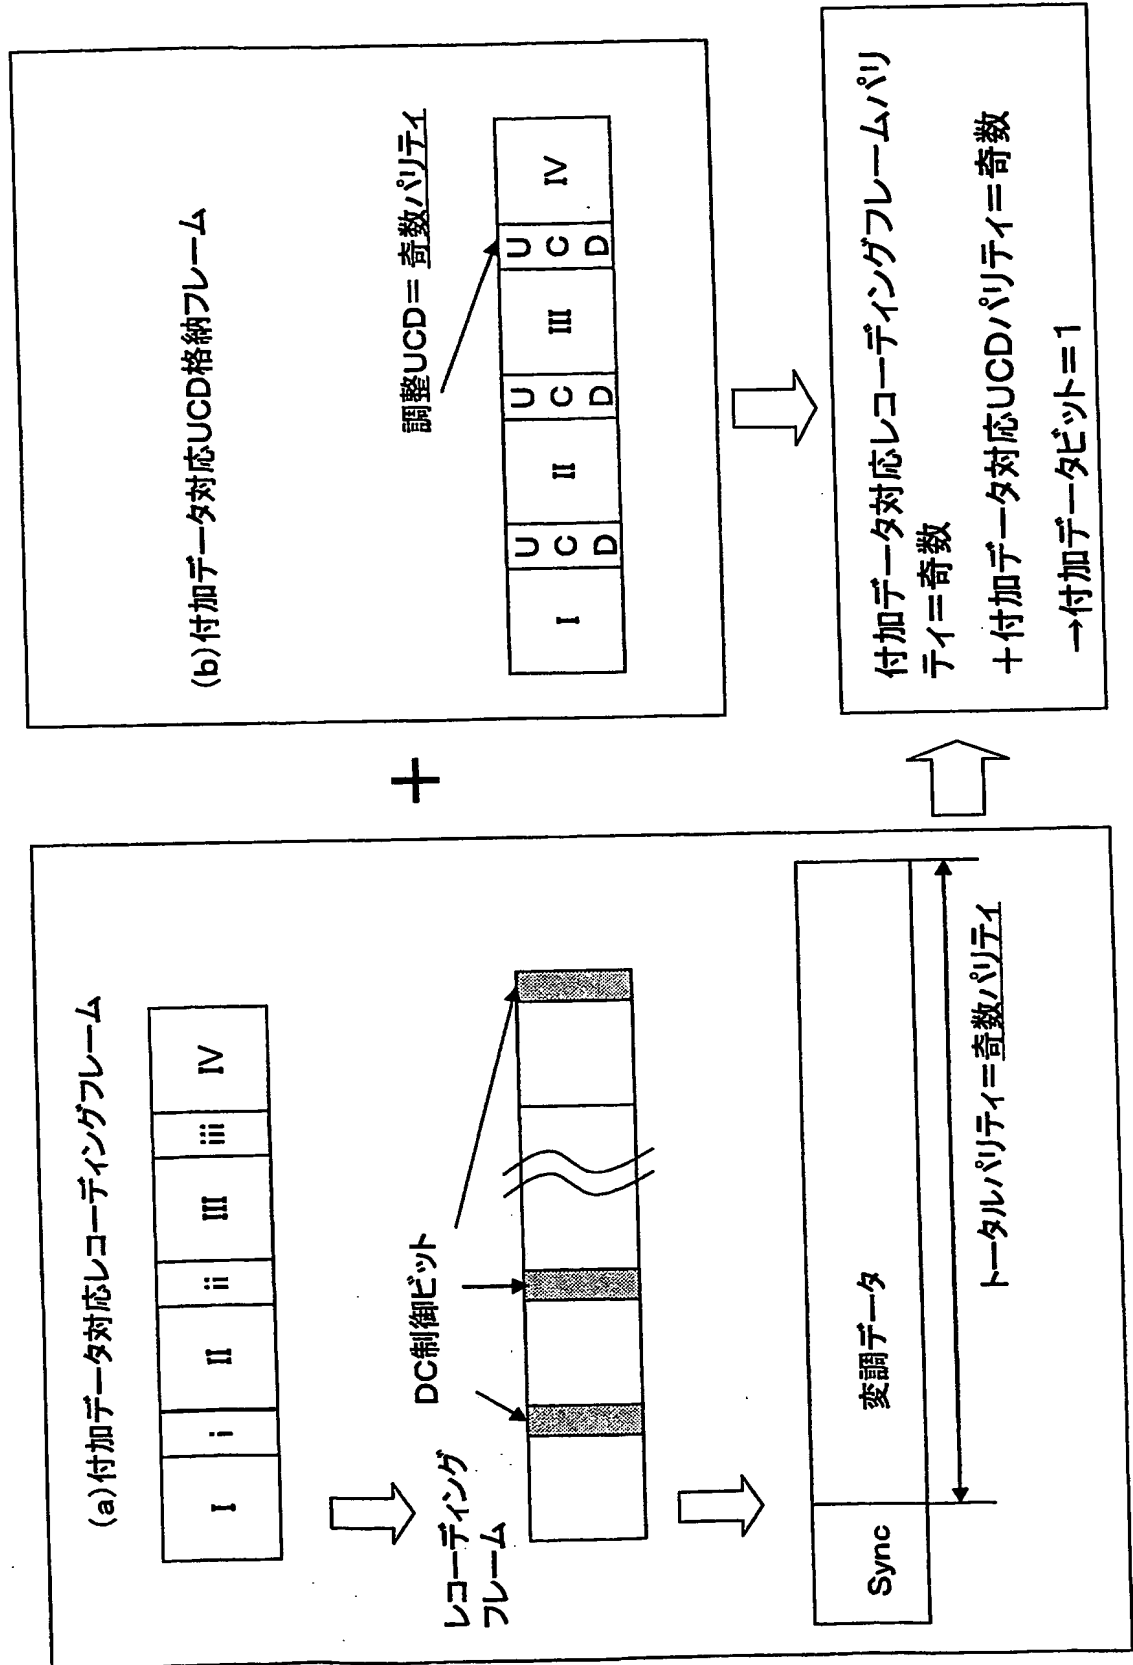 (a)付加データ対応レコーディングフレーム
I i II ii III iii IV
レコーディング
フレーム
DC制御ビット
Sync 変調データ
トータルパリティ=奇数パリティ
+
(b)付加データ対応UCD格納フレーム
調整UCD=奇数パリティ
I UCD II UCD III UCD IV
付加データ対応レコーディングフレームパリ
ティ=奇数
+付加データ対応UCDパリティ=奇数
→付加データビット=1